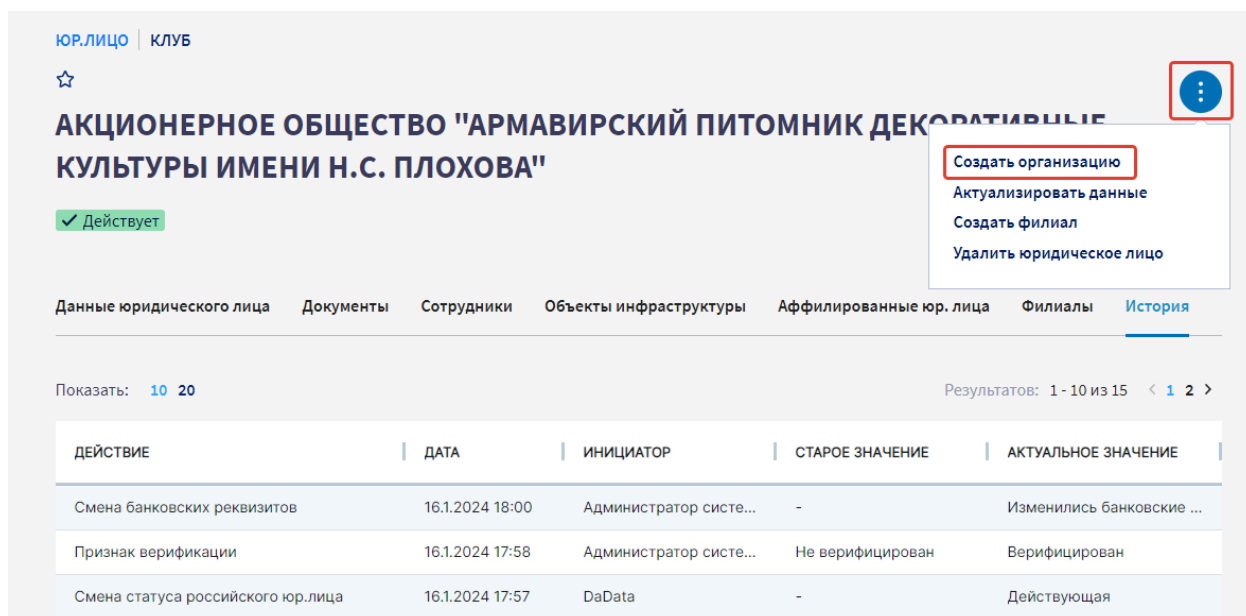 ЮР.ЛИЦО КЛУБ
АКЦИОНЕРНОЕ ОБЩЕСТВО "АРМАВИРСКИЙ ПИТОМНИК ДЕКОРАТИВНЫЕ
КУЛЬТУРЫ ИМЕНИ Н.С. ПЛОХОВА"
Действует
Создать организацию
Актуализировать данные
Создать филиал
Удалить юридическое лицо
Данные юридического лица Документы Сотрудники Объекты инфраструктуры Аффилированные юр. лица Филиалы История
Показать: 10 20 Результатов: 1 - 10 из 15 < 1 2 >
ДЕЙСТВИЕ ДАТА ИНИЦИАТОР СТАРОЕ ЗНАЧЕНИЕ АКТУАЛЬНОЕ ЗНАЧЕНИЕ
Смена банковских реквизитов 16.1.2024 18:00 Администратор систе... - Изменились банковские ...
Признак верификации 16.1.2024 17:58 Администратор систе... Не верифицирован Верифицирован
Смена статуса российского юр.лица 16.1.2024 17:57 DaData - Действующая